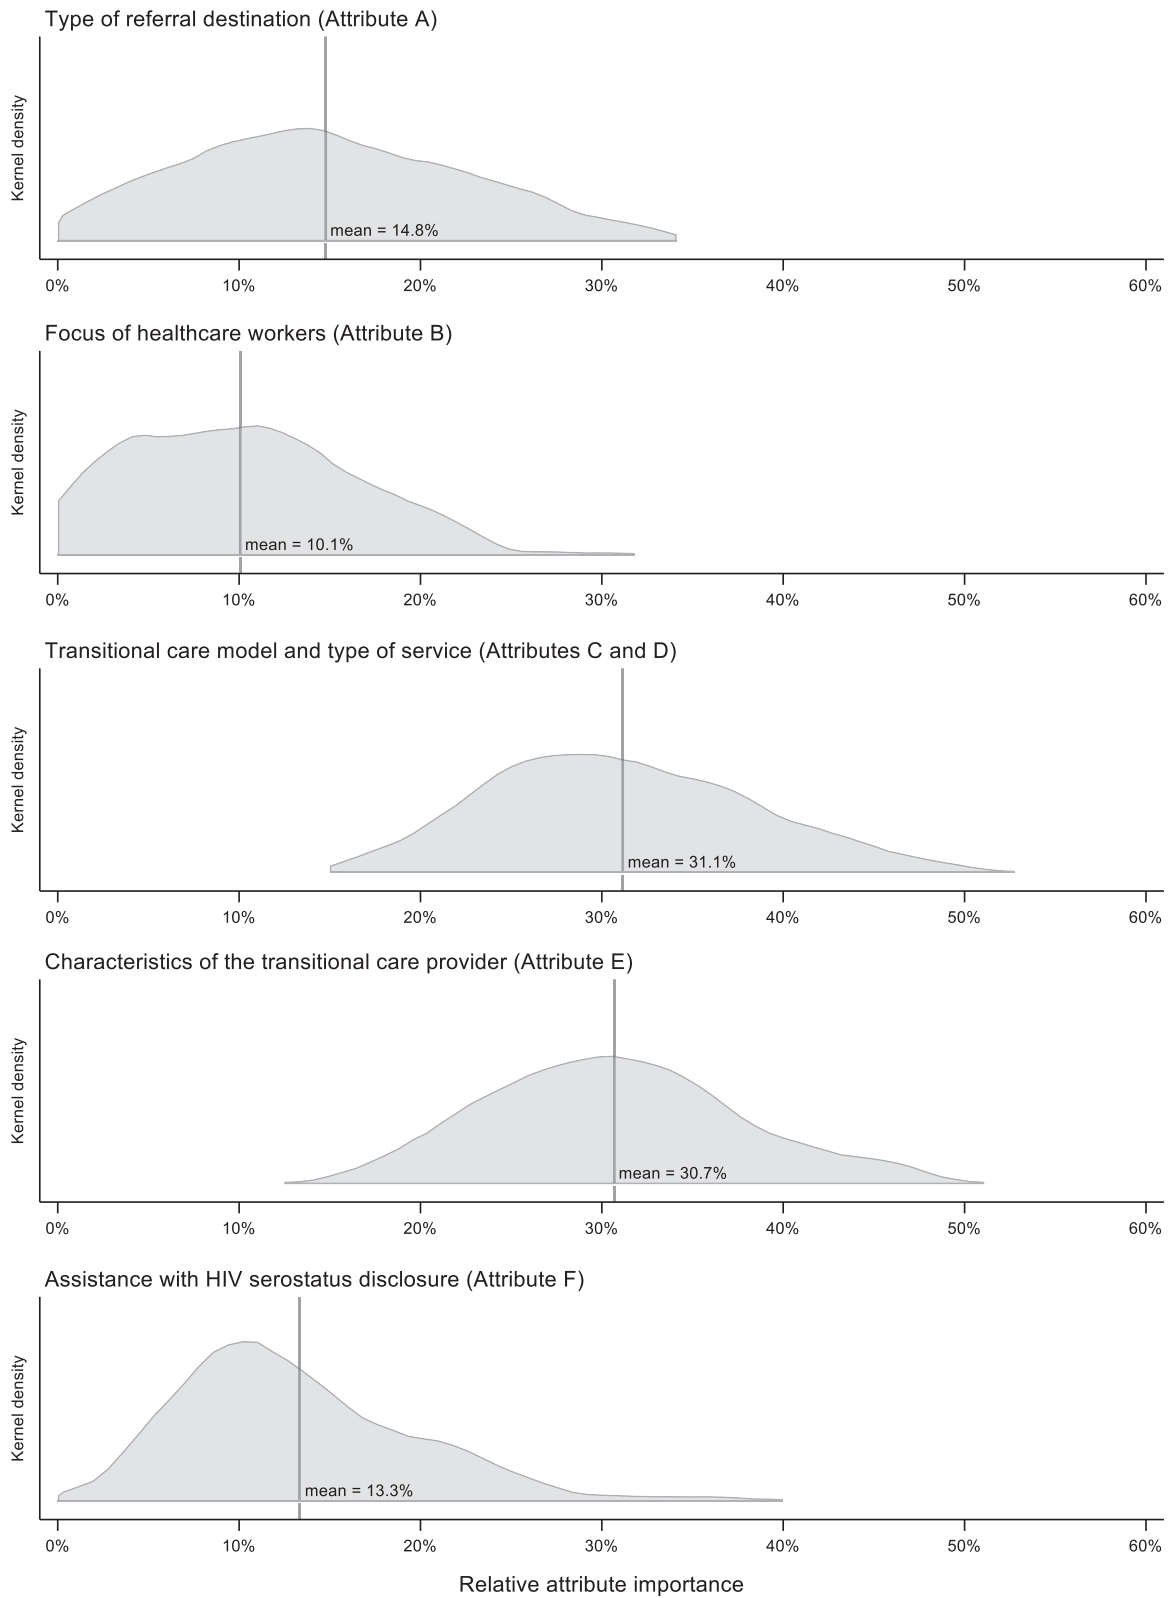 Type of referral destination (Attribute A)
Kernel density
mean = 14.8%
0% 10% 20% 30% 40% 50% 60%
Focus of healthcare workers (Attribute B)
Kernel density
mean = 10.1%
0% 10% 20% 30% 40% 50% 60%
Transitional care model and type of service (Attributes C and D)
Kernel density
mean = 31.1%
0% 10% 20% 30% 40% 50% 60%
Characteristics of the transitional care provider (Attribute E)
Kernel density
mean = 30.7%
0% 10% 20% 30% 40% 50% 60%
Assistance with HIV serostatus disclosure (Attribute F)
Kernel density
mean = 13.3%
0% 10% 20% 30% 40% 50% 60%
Relative attribute importance